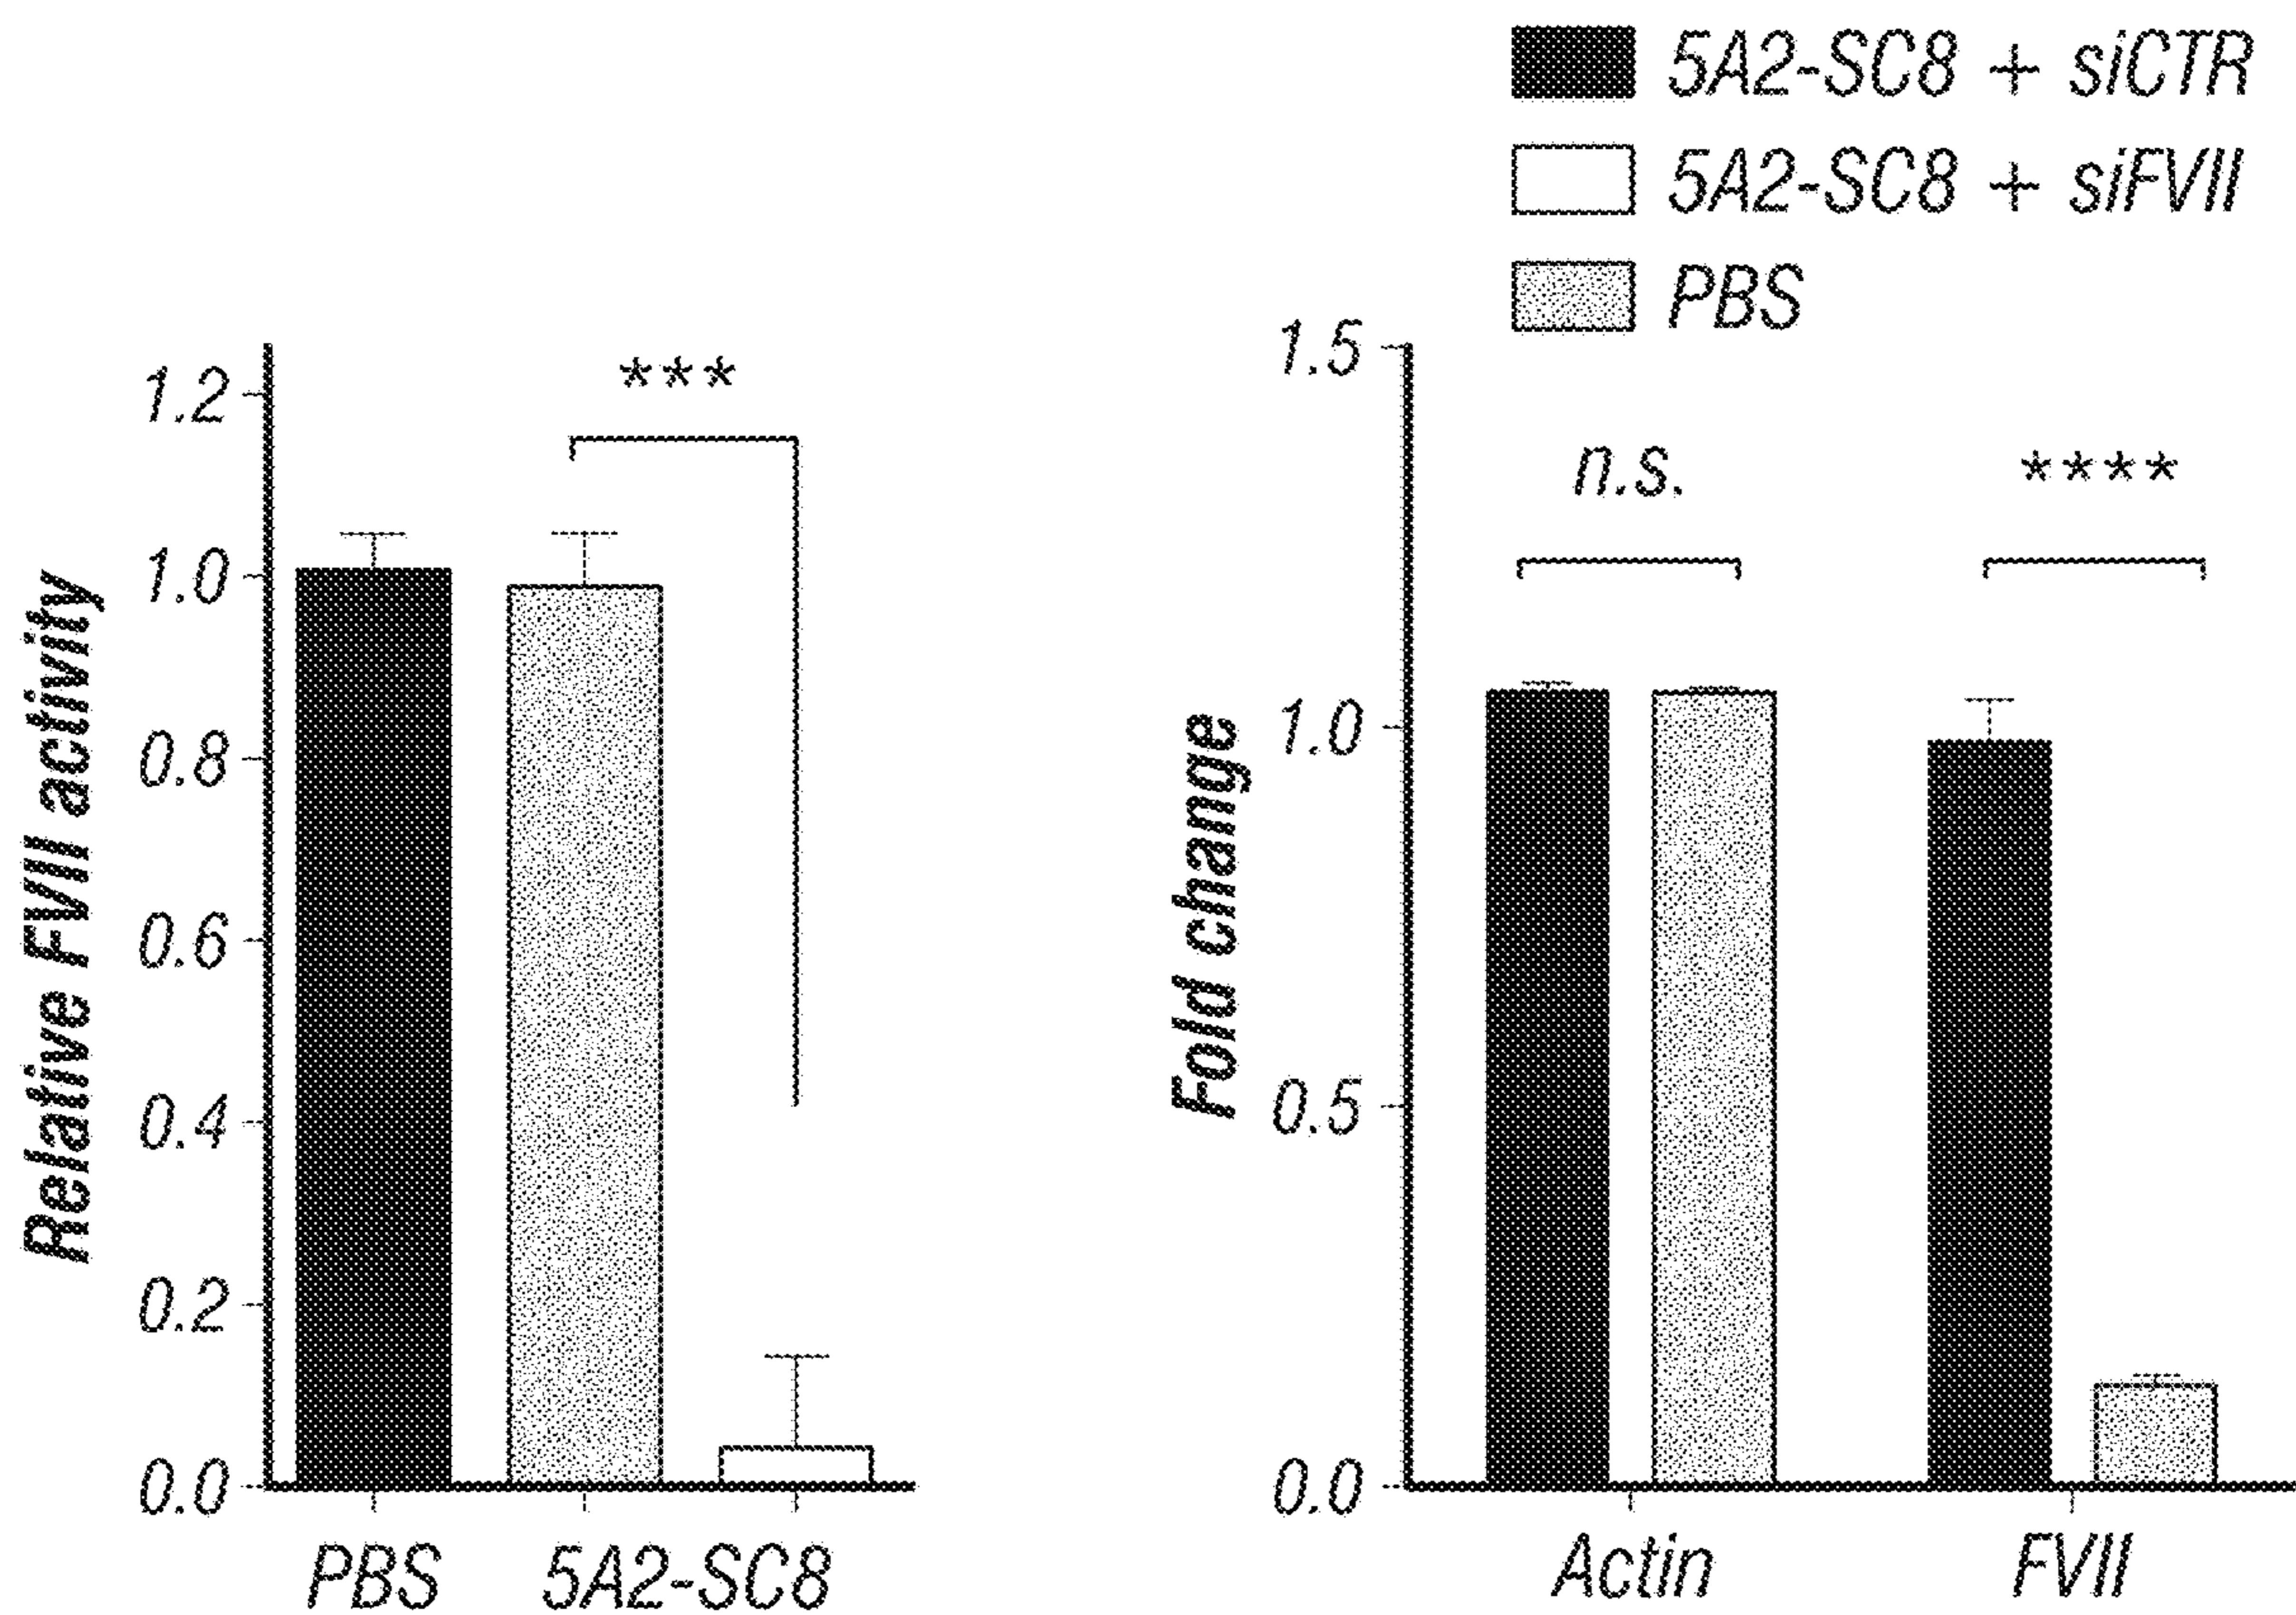 5A2-SC8 + siCTR
5A2-SC8 + siFVII
PBS
Relative FVII activity
1.2
1.0
0.8
0.6
0.4
0.2
0.0
***
PBS
5A2-SC8
Fold change
1.5
1.0
0.5
0.0
n.s.
****
Actin
FVII